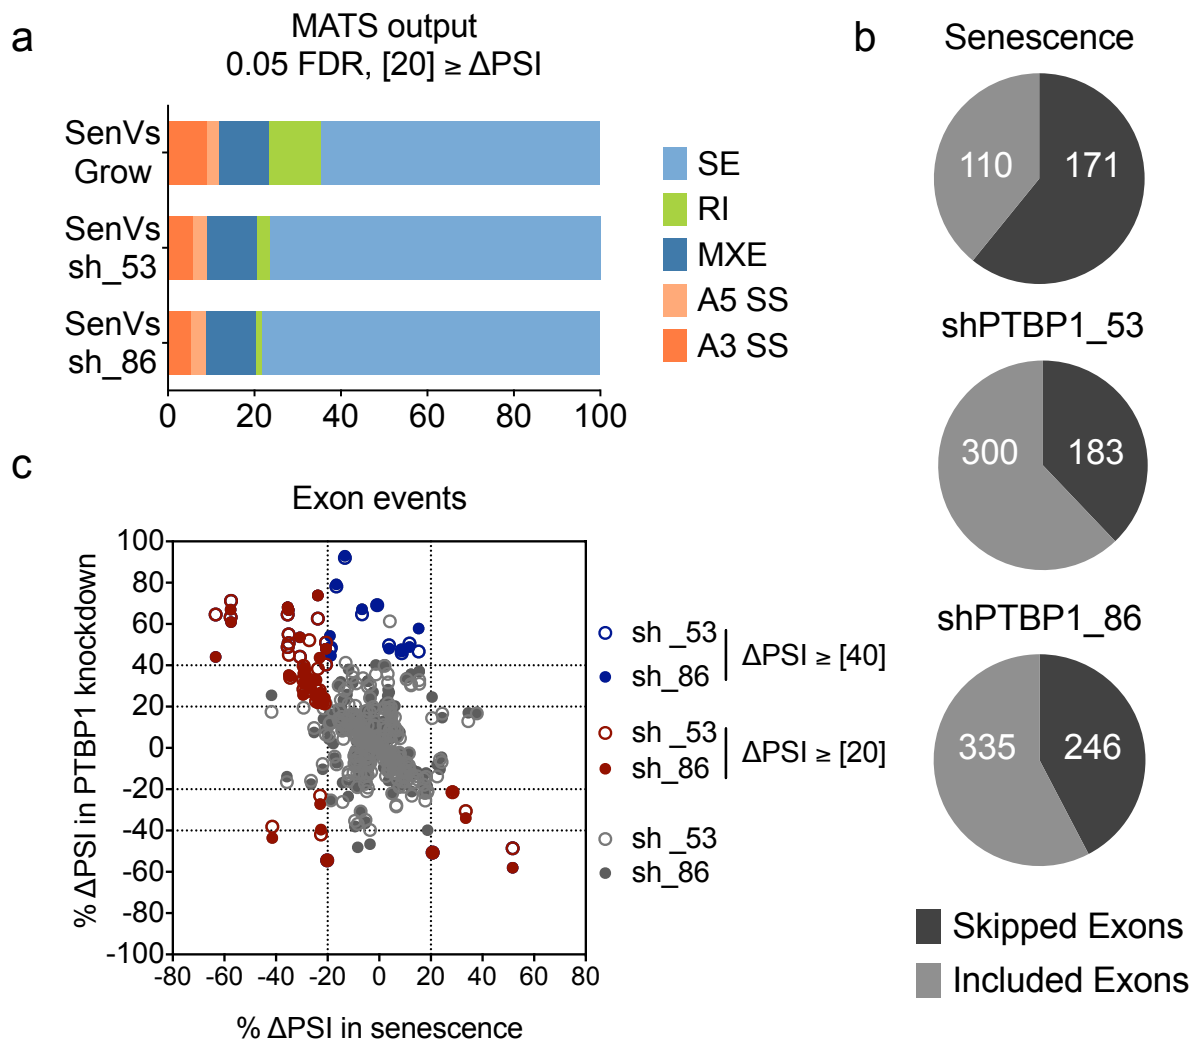 a
MATS output
0.05 FDR, [20] ≥ ΔPSI
SenVs
Grow
SenVs
sh_53
SenVs
sh_86
0 20 40 60 80 100
SE
RI
MXE
A5 SS
A3 SS
b
Senescence
110 171
shPTBP1_53
300 183
shPTBP1_86
335 246
Skipped Exons
Included Exons
c
Exon events
% ΔPSI in PTBP1 knockdown
100
80
60
40
20
0
-20
-40
-60
-80
-100
-80 -60 -40 -20 0 20 40 60 80
% ΔPSI in senescence
sh _53
sh_86
ΔPSI ≥ [40]
sh _53
sh_86
ΔPSI ≥ [20]
sh _53
sh_86